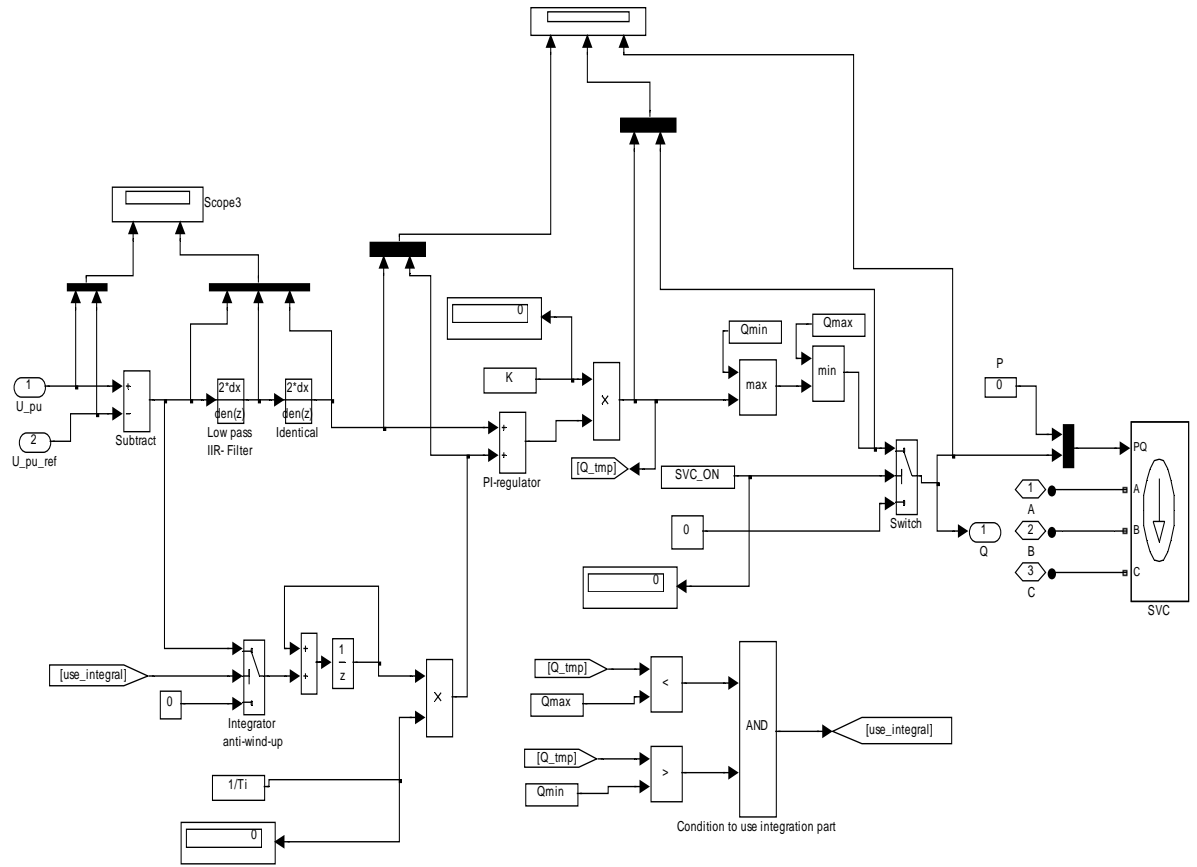 Scope3
0
Qmin
Qmax
K
X
max
min
P
0
1
U_pu
2
U_pu_ref
+
−
Subtract
2*dx
den(z)
Low pass
IIR- Filter
2*dx
den(z)
Identical
+
+
PI-regulator
[Q_tmp]
SVC_ON
0
Switch
0
1
Q
PQ
A
B
C
SVC
1
A
2
B
3
C
[use_integral]
0
Integrator
anti-wind-up
+
+
1
z
X
1/Ti
0
[Q_tmp]
Qmax
<
[Q_tmp]
Qmin
>
AND
[use_integral]
Condition to use integration part